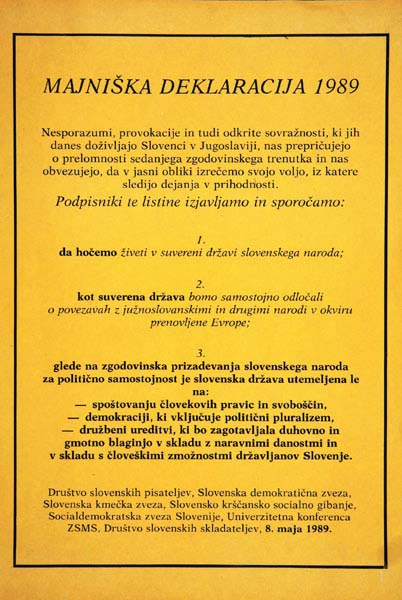 MAJNIŠKA DEKLARACIJA 1989
Nesporazumi, provokacije in tudi odkrite sovražnosti, ki jih
danes doživljajo Slovenci v Jugoslaviji, nas prepričujejo
o prelomnosti sedanjega zgodovinskega trenutka in nas
obvezujejo, da v jasni obliki izrečemo svojo voljo, iz katere
sledijo dejanja v prihodnosti.
Podpisniki te listine izjavljamo in sporočamo:
1.
da hočemo živeti v suvereni državi slovenskega naroda;
2.
kot suverena država bomo samostojno odločali
o povezavah z južnoslovanskimi in drugimi narodi v okviru
prenovljene Evrope;
3.
glede na zgodovinska prizadevanja slovenskega naroda
za politično samostojnost je slovenska država utemeljena le
na:
— spoštovanju človekovih pravic in svoboščin,
— demokraciji, ki vključuje politični pluralizem,
— družbeni ureditvi, ki bo zagotavljala duhovno in
gmotno blaginjo v skladu z naravnimi danostmi in
v skladu s človeškimi zmožnostmi državljanov Slovenije.
Društvo slovenskih pisateljev, Slovenska demokratična zveza,
Slovenska kmečka zveza, Slovensko krščansko socialno gibanje,
Socialdemokratska zveza Slovenije, Univerzitetna konferenca
ZSMS, Društvo slovenskih skladateljev, 8. maja 1989.